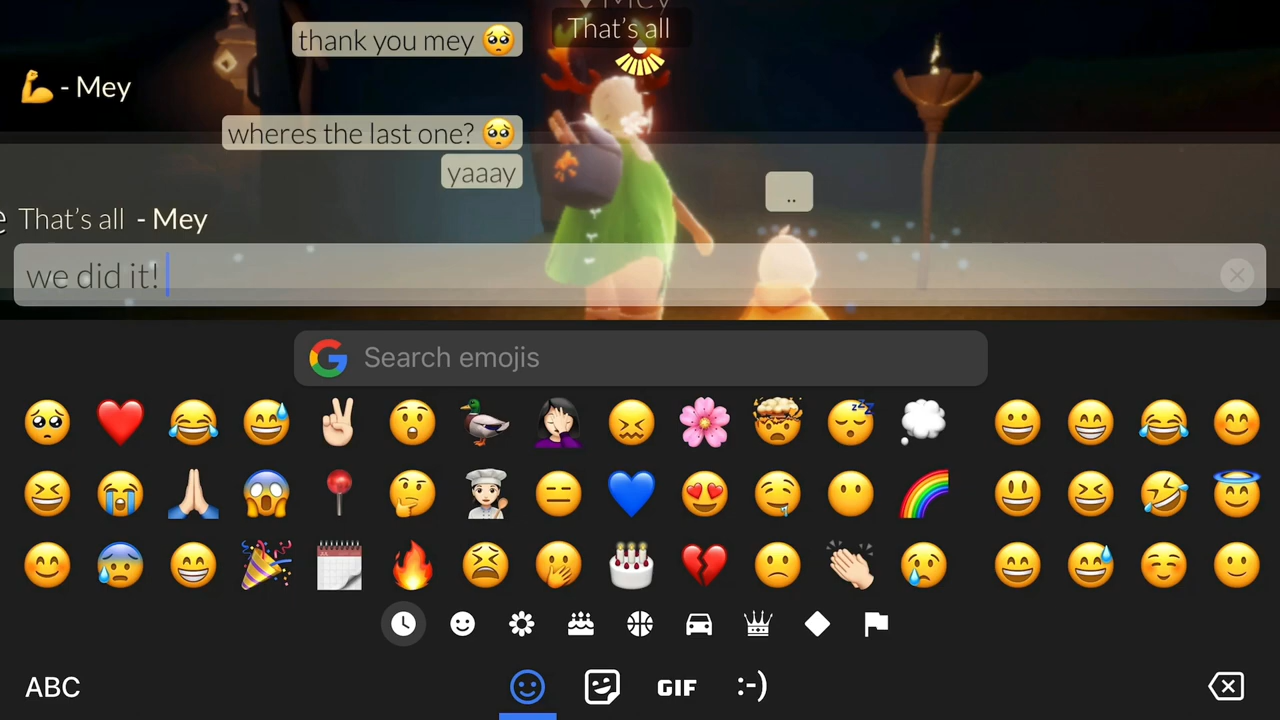 Mey
That's all
thank you mey 🥺
💪 - Mey
wheres the last one? 🥺
yaaay
..
That's all - Mey
we did it!
Search emojis
ABC
GIF
:-)